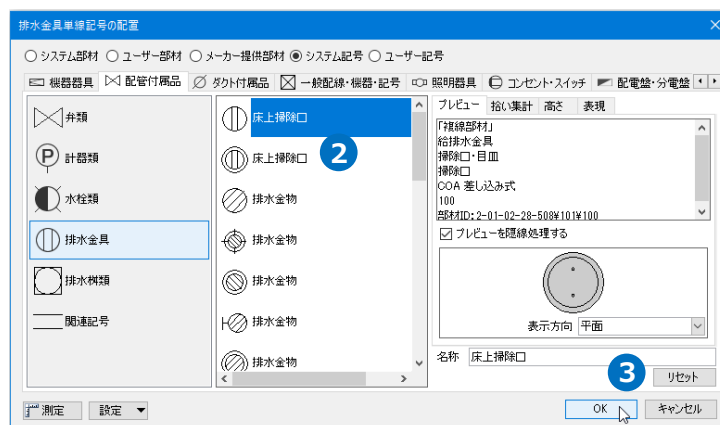 排水金具単線記号の配置
システム部材 ユーザー部材 メーカー提供部材 システム記号 ユーザー記号
機器器具 配管付属品 ダクト付属品 一般配線・機器・記号 照明器具 コンセント・スイッチ 配電盤・分電盤
弁類
P 計器類
水栓類
排水金具
排水桝類
関連記号
床上掃除口
床上掃除口
2
排水金物
排水金物
排水金物
排水金物
排水金物
プレビュー 拾い集計 高さ 表現
「複線部材」
給排水金具
掃除口・目皿
掃除口
COA 差し込み式
100
部材ID:2-01-02-28-508¥101¥100
プレビューを隠線処理する
表示方向 平面
名称 床上掃除口
3
リセット
測定 設定 OK キャンセル